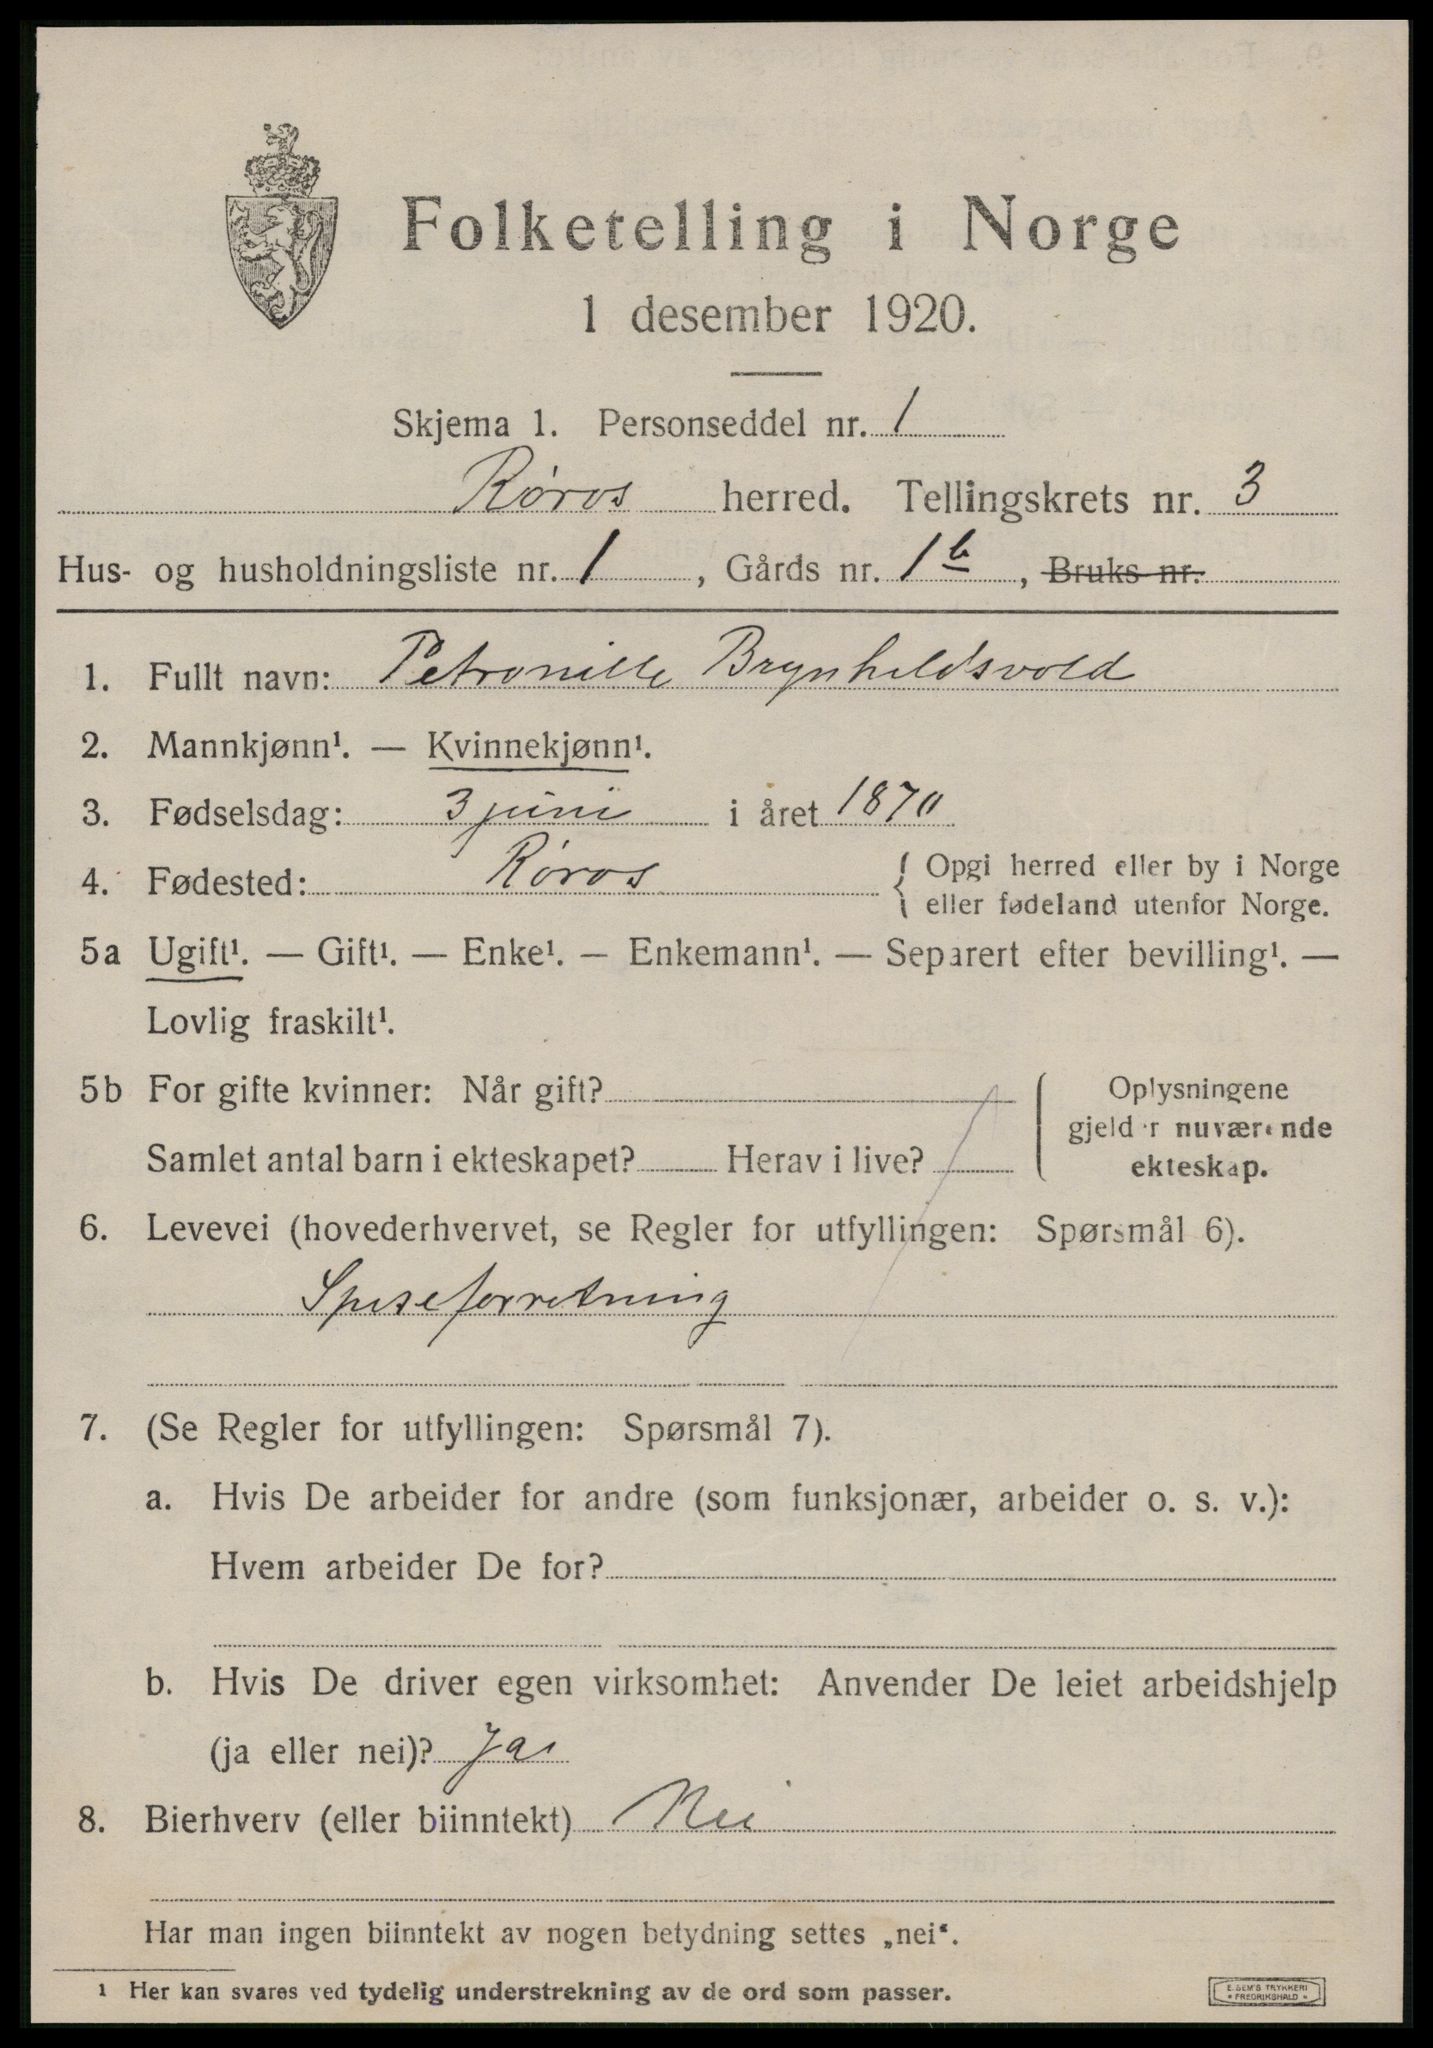 Folketelling i Norge
1 desember 1920.
Skjema 1. Personseddel nr. 1
Røros herred. Tellingskrets nr. 3
Hus- og husholdningsliste nr. 1, Gårds nr. 1b, Bruks nr.
1. Fullt navn: Petronille Brynhildsvold
2. Mannkjønn¹. — Kvinnekjønn¹.
3. Fødselsdag: 3 juni i året 1870
4. Fødested: Røros { Opgi herred eller by i Norge
eller fødeland utenfor Norge.
5a Ugift¹. — Gift¹. — Enke¹. — Enkemann¹. — Separert efter bevilling¹. —
Lovlig fraskilt¹.
5b For gifte kvinner: Når gift?
Samlet antal barn i ekteskapet? Herav i live?
Oplysningene
gjelder nuværende
ekteskap.
6. Levevei (hovederhvervet, se Regler for utfyllingen: Spørsmål 6).
Spiseforretning
7. (Se Regler for utfyllingen: Spørsmål 7).
a. Hvis De arbeider for andre (som funksjonær, arbeider o. s. v.):
Hvem arbeider De for?
b. Hvis De driver egen virksomhet: Anvender De leiet arbeidshjelp
(ja eller nei)? Ja
8. Bierhverv (eller biinntekt) Nei
Har man ingen biinntekt av nogen betydning settes „nei“.
¹ Her kan svares ved tydelig understrekning av de ord som passer.
E. SEM'S TRYKKERI
* FREDRIKSHALD *